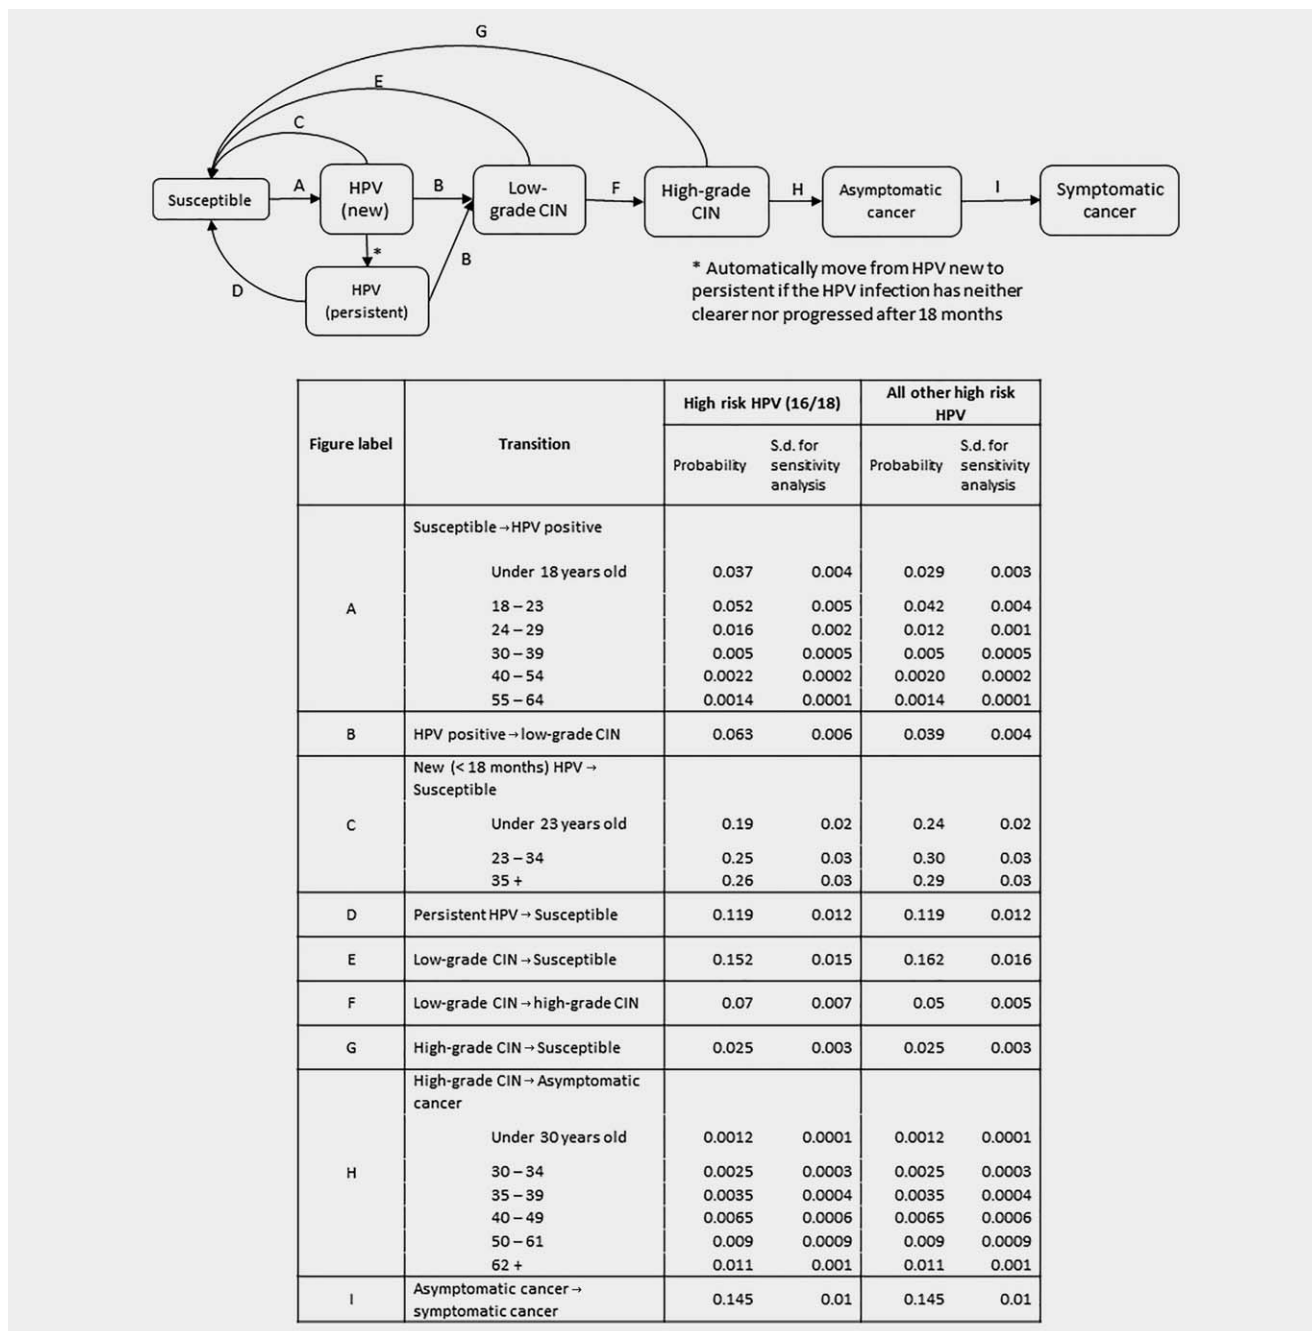 G
E
C
A
B
F
H
I
Susceptible
HPV
(new)
Low-
grade CIN
High-grade
CIN
Asymptomatic
cancer
Symptomatic
cancer
*
B
D
HPV
(persistent)
* Automatically move from HPV new to
persistent if the HPV infection has neither
clearer nor progressed after 18 months
Figure label Transition High risk HPV (16/18) All other high risk
HPV
Probability S.d. for
sensitivity
analysis Probability S.d. for
sensitivity
analysis
A Susceptible→HPV positive
Under 18 years old 0.037 0.004 0.029 0.003
18 – 23 0.052 0.005 0.042 0.004
24 – 29 0.016 0.002 0.012 0.001
30 – 39 0.005 0.0005 0.005 0.0005
40 – 54 0.0022 0.0002 0.0020 0.0002
55 – 64 0.0014 0.0001 0.0014 0.0001
B HPV positive→low-grade CIN 0.063 0.006 0.039 0.004
C New (< 18 months) HPV →
Susceptible
Under 23 years old 0.19 0.02 0.24 0.02
23 – 34 0.25 0.03 0.30 0.03
35 + 0.26 0.03 0.29 0.03
D Persistent HPV → Susceptible 0.119 0.012 0.119 0.012
E Low-grade CIN→Susceptible 0.152 0.015 0.162 0.016
F Low-grade CIN→high-grade CIN 0.07 0.007 0.05 0.005
G High-grade CIN→Susceptible 0.025 0.003 0.025 0.003
H High-grade CIN→Asymptomatic
cancer
Under 30 years old 0.0012 0.0001 0.0012 0.0001
30 – 34 0.0025 0.0003 0.0025 0.0003
35 – 39 0.0035 0.0004 0.0035 0.0004
40 – 49 0.0065 0.0006 0.0065 0.0006
50 – 61 0.009 0.0009 0.009 0.0009
62 + 0.011 0.001 0.011 0.001
I Asymptomatic cancer→
symptomatic cancer 0.145 0.01 0.145 0.01